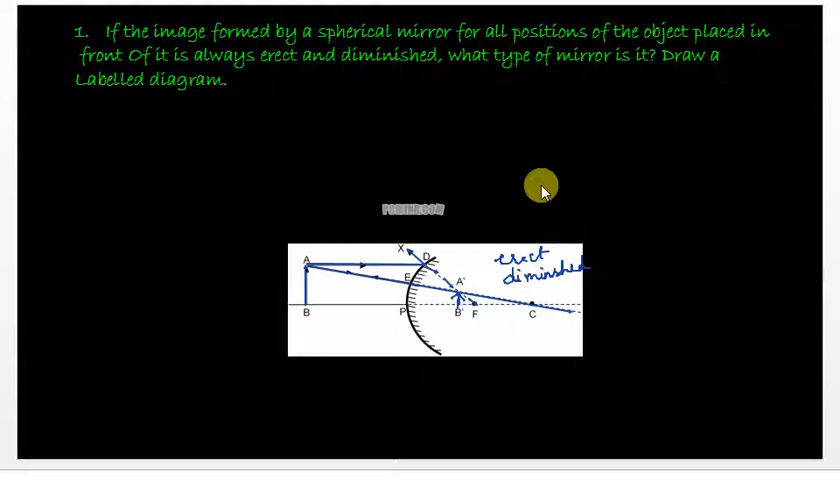 1. If the image formed by a spherical mirror for all positions of the object placed in
front Of it is always erect and diminished, what type of mirror is it? Draw a
Labelled diagram.
X
D
erect
A
E
A'
diminshed
B
P
B'
F
C